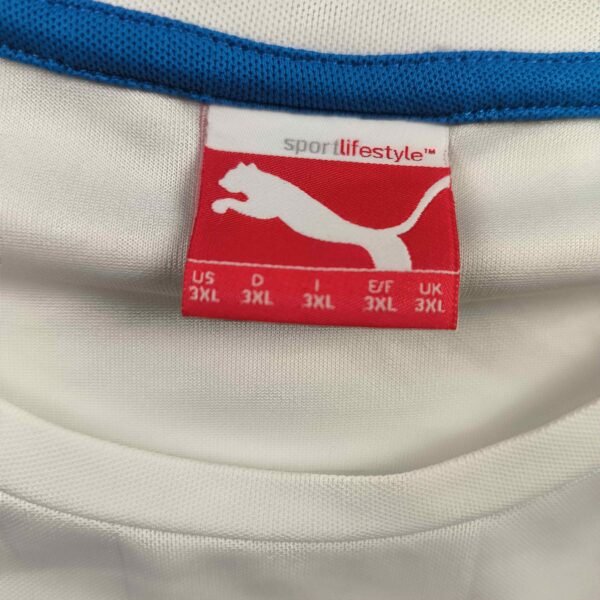 sportlifestyle™
US D I E/F UK
3XL 3XL 3XL 3XL 3XL